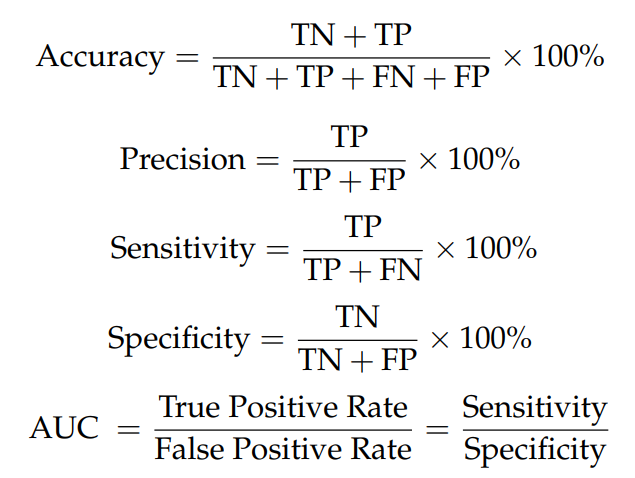 Accuracy = TN + TP / TN + TP + FN + FP × 100%
Precision = TP / TP + FP × 100%
Sensitivity = TP / TP + FN × 100%
Specificity = TN / TN + FP × 100%
AUC = True Positive Rate / False Positive Rate = Sensitivity / Specificity